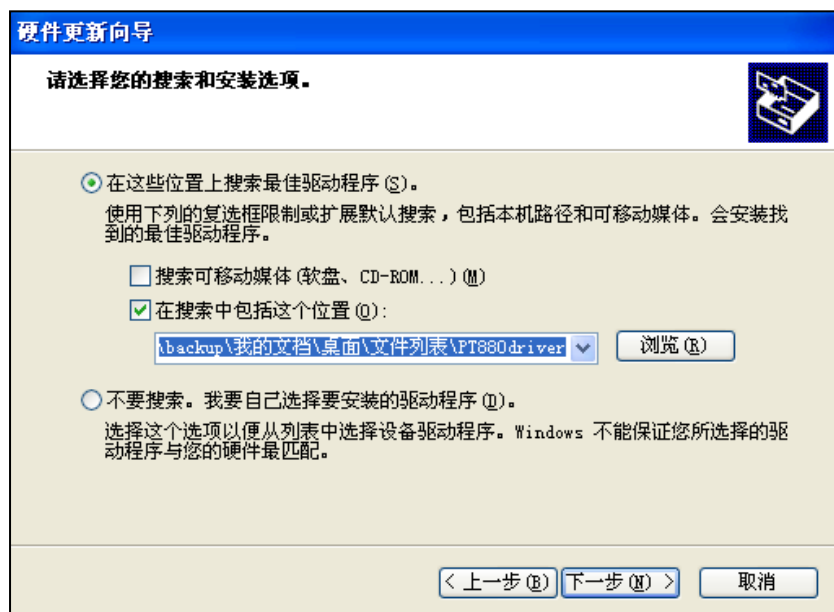 硬件更新向导
请选择您的搜索和安装选项。
在这些位置上搜索最佳驱动程序(S)。
使用下列的复选框限制或扩展默认搜索，包括本机路径和可移动媒体。会安装找
到的最佳驱动程序。
搜索可移动媒体(软盘、CD-ROM...)(M)
在搜索中包括这个位置(O):
\backup\我的文档\桌面\文件列表\PT880driver
浏览(R)
不要搜索。我要自己选择要安装的驱动程序(D)。
选择这个选项以便从列表中选择设备驱动程序。Windows 不能保证您所选择的驱
动程序与您的硬件最匹配。
< 上一步(B) 下一步(N) > 取消